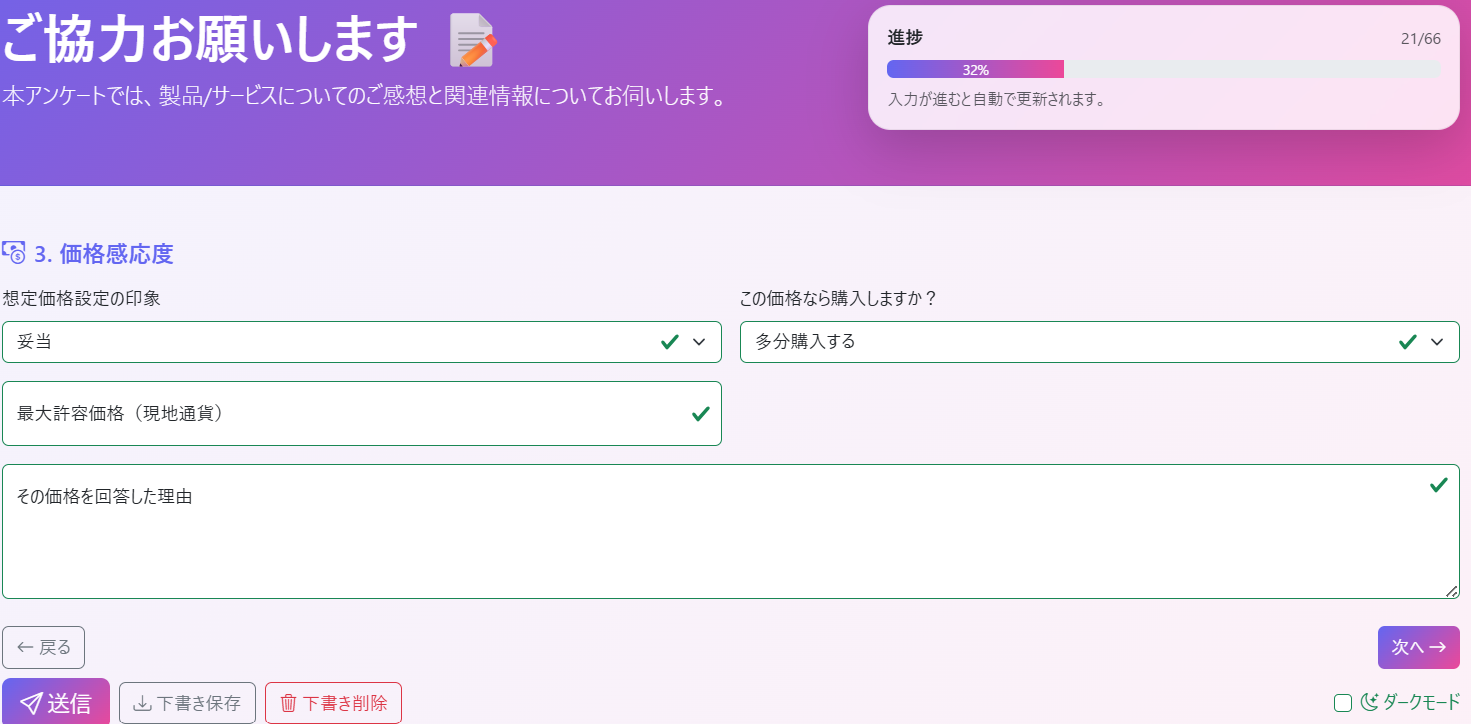 ご協力お願いします
本アンケートでは、製品/サービスについてのご感想と関連情報についてお伺いします。
進捗 21/66
32%
入力が進むと自動で更新されます。
3. 価格感応度
想定価格設定の印象 この価格なら購入しますか？
妥当 多分購入する
最大許容価格（現地通貨）
その価格を回答した理由
← 戻る 次へ →
送信 下書き保存 下書き削除 ダークモード